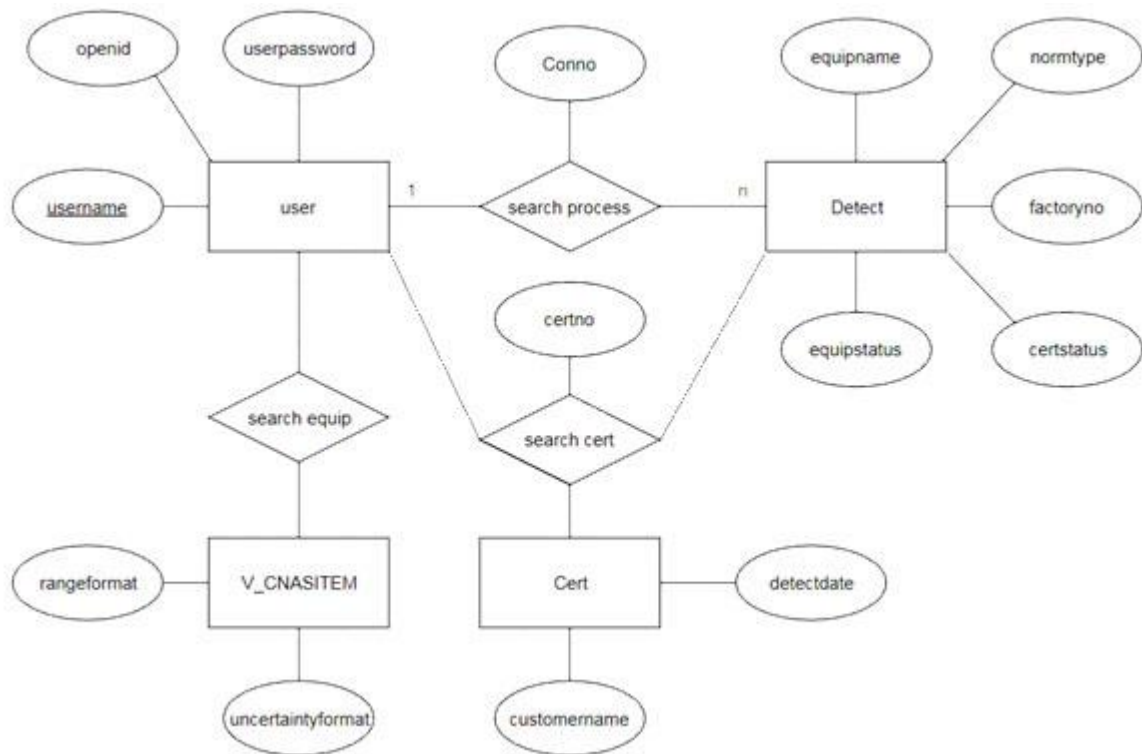 openid
userpassword
Conno
equipname
normtype
username
user
1
search process
n
Detect
factoryno
certno
equipstatus
certstatus
search equip
search cert
rangeformat
V_CNASITEM
Cert
detectdate
uncertaintyformat
customername